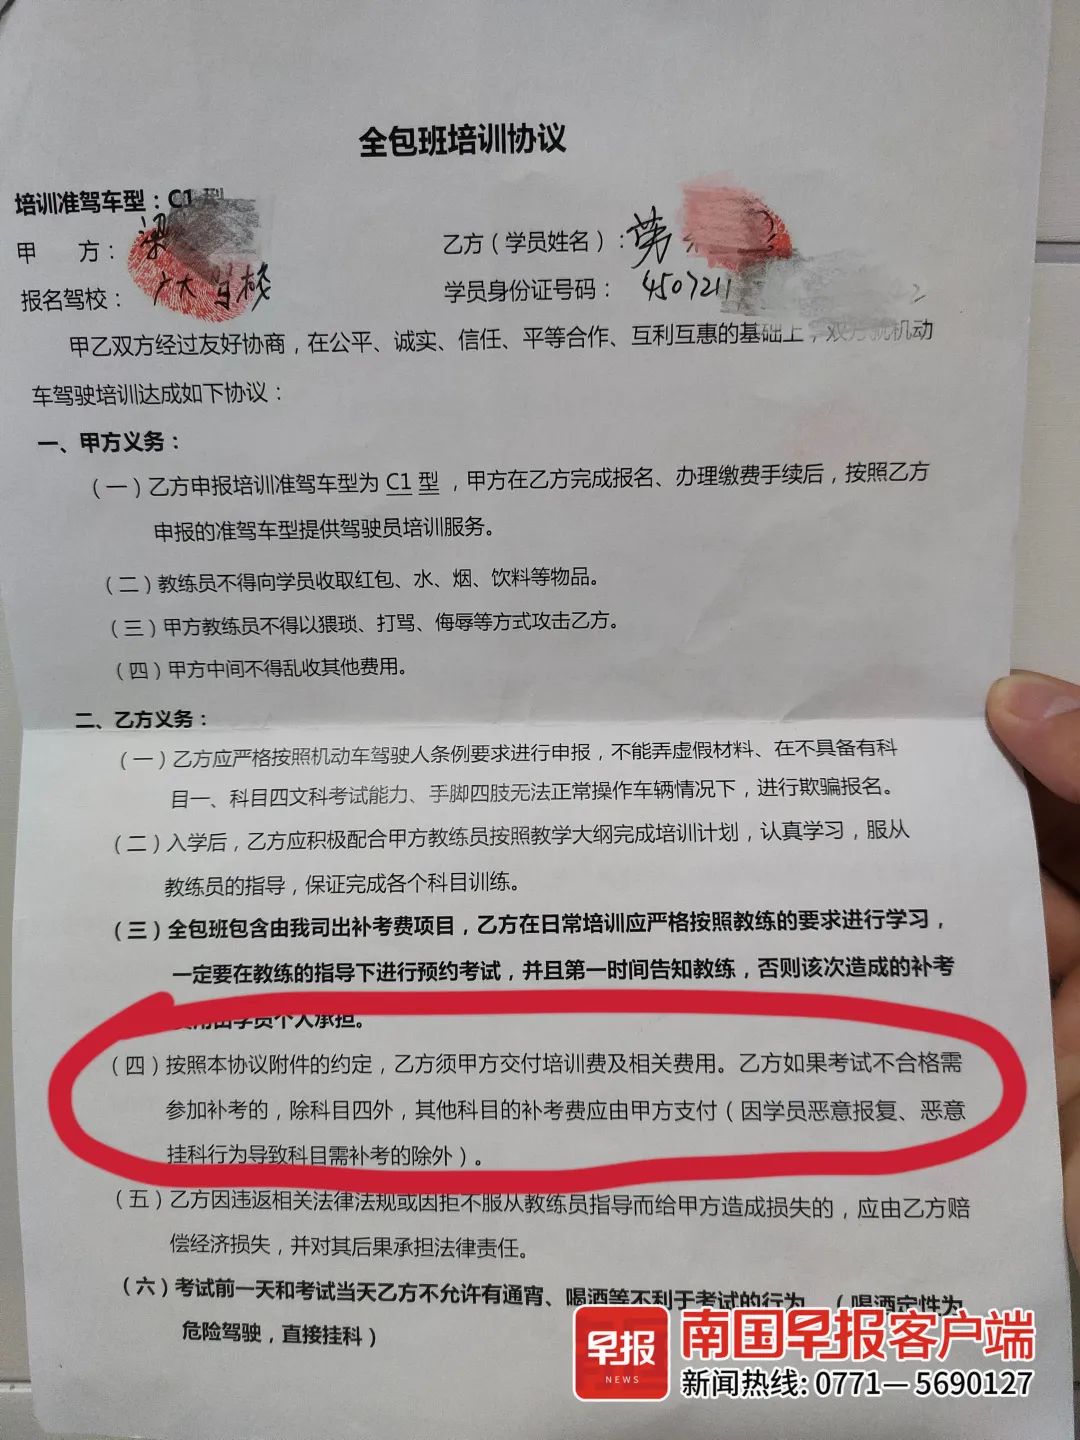 全包班培训协议
培训准驾车型：C1 型
甲　　方：梁
乙方（学员姓名）：
报名驾校：广大驾校
学员身份证号码：4507211 2
甲乙双方经过友好协商，在公平、诚实、信任、平等合作、互利互惠的基础上，双方就机动
车驾驶培训达成如下协议：
一、甲方义务：
（一）乙方申报培训准驾车型为 C1 型 ，甲方在乙方完成报名、办理缴费手续后，按照乙方
申报的准驾车型提供驾驶员培训服务。
（二）教练员不得向学员收取红包、水、烟、饮料等物品。
（三）甲方教练员不得以猥琐、打骂、侮辱等方式攻击乙方。
（四）甲方中间不得乱收其他费用。
二、乙方义务：
（一）乙方应严格按照机动车驾驶人条例要求进行申报，不能弄虚假材料、在不具备有科
目一、科目四文科考试能力、手脚四肢无法正常操作车辆情况下，进行欺骗报名。
（二）入学后，乙方应积极配合甲方教练员按照教学大纲完成培训计划，认真学习，服从
教练员的指导，保证完成各个科目训练。
（三）全包班包含由我司出补考费项目，乙方在日常培训应严格按照教练的要求进行学习，
一定要在教练的指导下进行预约考试，并且第一时间告知教练，否则该次造成的补考
费用由学员个人承担。
（四）按照本协议附件的约定，乙方须甲方交付培训费及相关费用。乙方如果考试不合格需
参加补考的，除科目四外，其他科目的补考费应由甲方支付（因学员恶意报复、恶意
挂科行为导致科目需补考的除外）。
（五）乙方因违返相关法律法规或因拒不服从教练员指导而给甲方造成损失的，应由乙方赔
偿经济损失，并对其后果承担法律责任。
（六）考试前一天和考试当天乙方不允许有通宵、喝酒等不利于考试的行为。（喝酒定性为
危险驾驶，直接挂科）
早报
NEWS
南国早报客户端
新闻热线: 0771—5690127